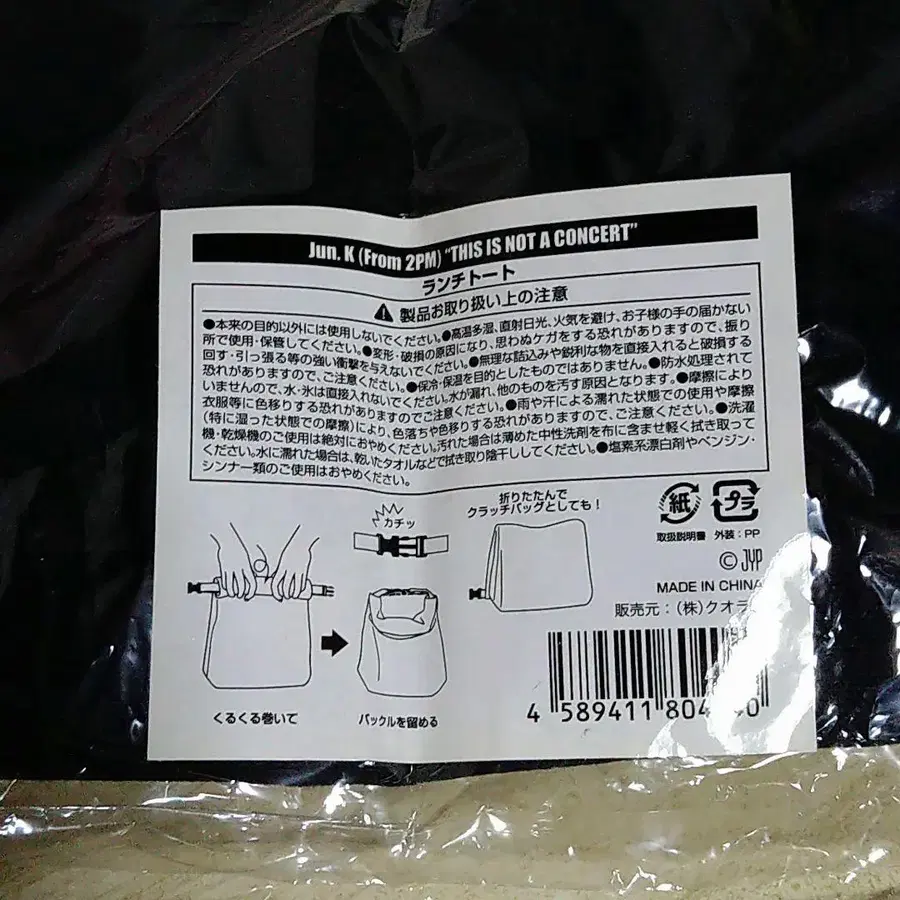 Jun. K (From 2PM) "THIS IS NOT A CONCERT"
ランチトート
製品お取り扱い上の注意
●本来の目的以外には使用しないでください。●高温多湿、直射日光、火気を避け、お子様の手の届かない
所で使用・保管してください。●変形・破損の原因になり、思わぬケガをする恐れがありますので、振り
回す・引っ張る等の強い衝撃を与えないでください。●無理な詰込みや鋭利な物を直接入れると破損する
恐れがありますので、ご注意ください。●保冷・保温を目的としたものではありません。●防水処理されて
いませんので、水・氷は直接入れないでください。水が漏れ、他のものを汚す原因となります。●摩擦により
衣服等に色移りする恐れがありますのでご注意ください。●雨や汗による濡れた状態での使用や摩擦
(特に湿った状態での摩擦)により、色落ちや色移りする恐れがありますので、ご注意ください。●洗濯
機・乾燥機のご使用は絶対におやめください。汚れた場合は薄めた中性洗剤を布に含ませ軽く拭き取って
ください。水に濡れた場合は、乾いたタオルなどで拭き取り陰干ししてください。●塩素系漂白剤やベンジン・
シンナー類のご使用はおやめください。
カチッ
折りたたんで
クラッチバッグとしても!
くるくる巻いて
バックルを留める
紙 プラ
取扱説明書 外装:PP
© JYP
MADE IN CHINA
販売元:(株)クオラ
4 589411 804